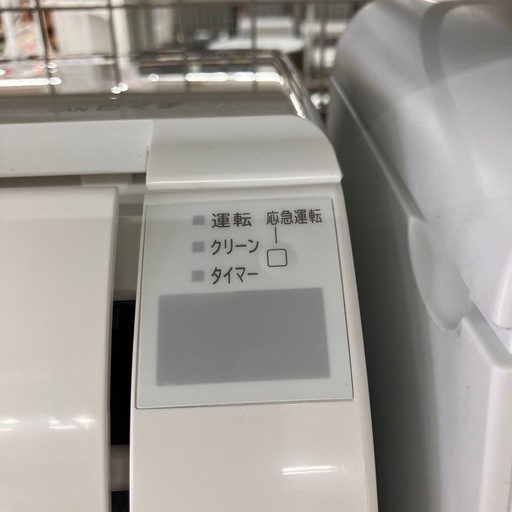 運転 応急運転
クリーン
タイマー